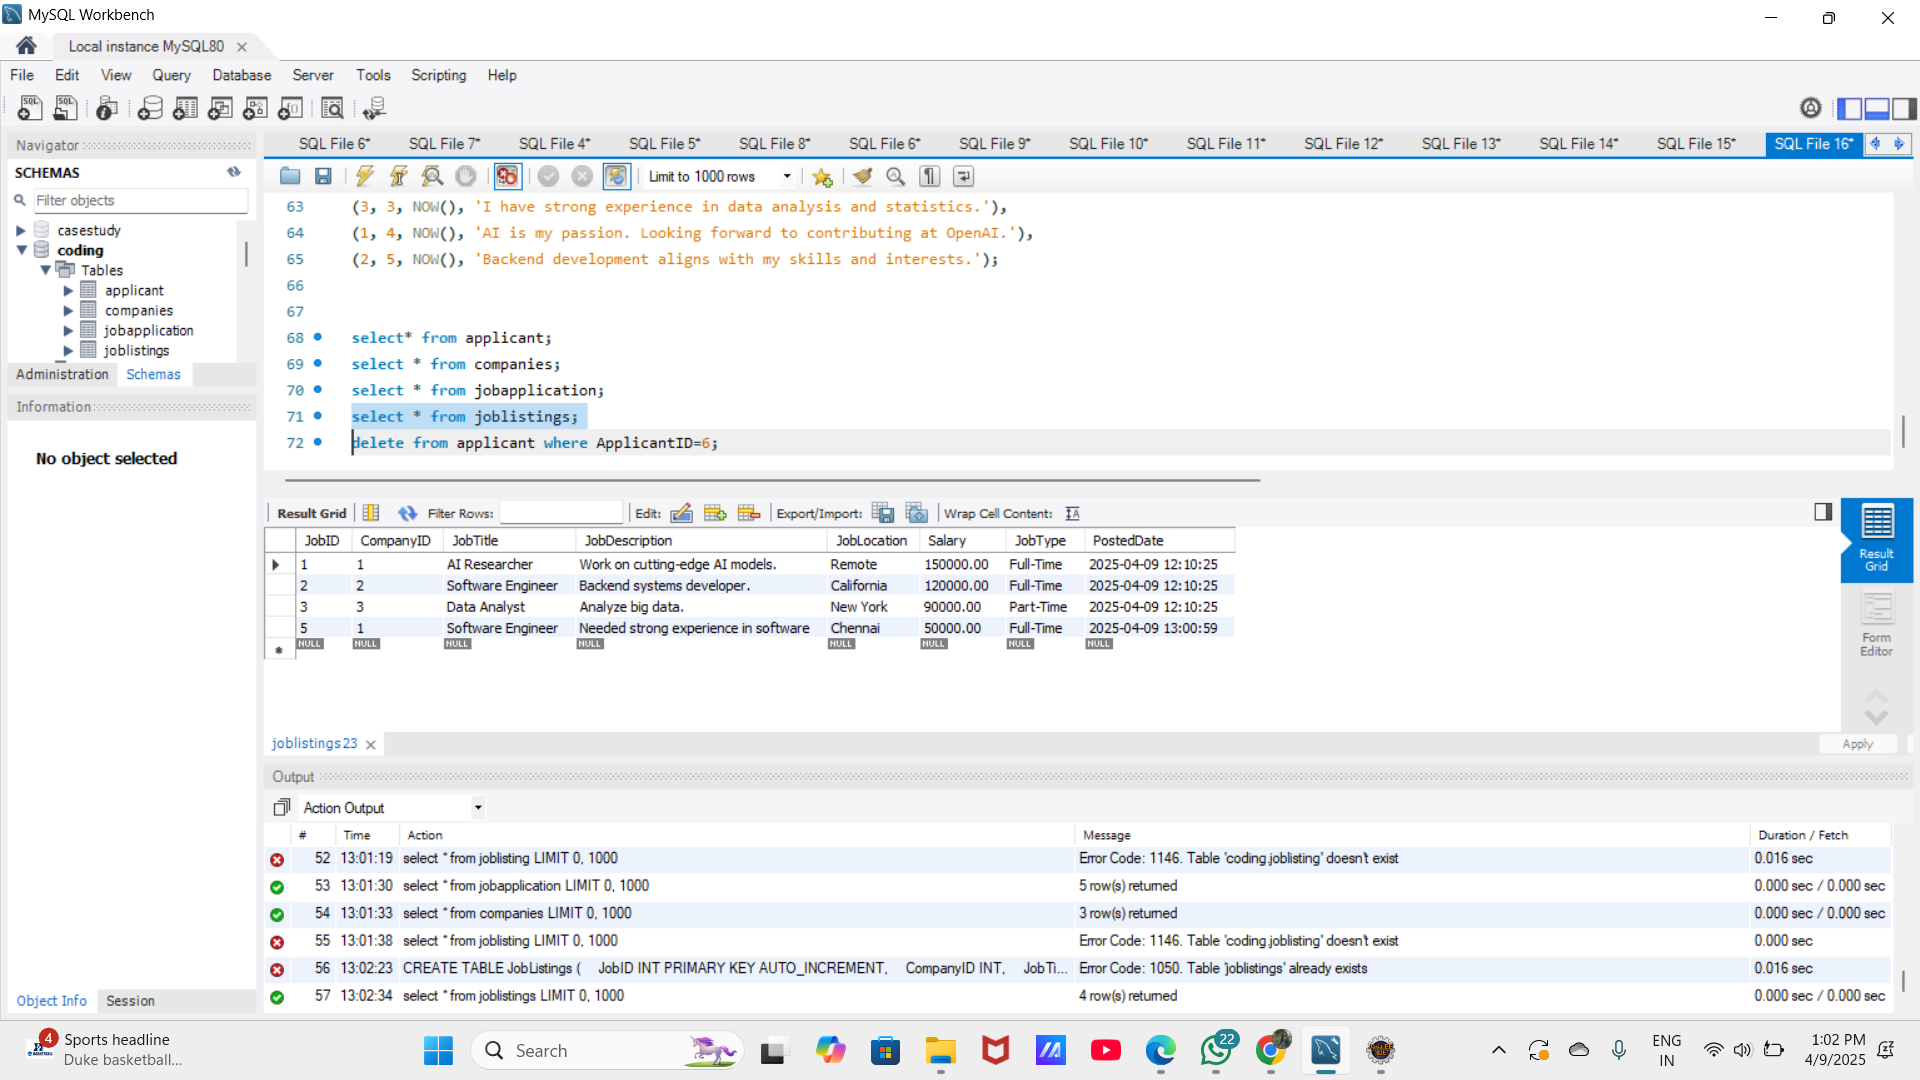 MySQL Workbench
Local instance MySQL80
File Edit View Query Database Server Tools Scripting Help
Navigator
SCHEMAS
Filter objects
casestudy
coding
Tables
applicant
companies
jobapplication
joblistings
Administration Schemas
Information
No object selected
Object Info Session
SQL File 6* SQL File 7* SQL File 4* SQL File 5* SQL File 8* SQL File 6* SQL File 9* SQL File 10* SQL File 11* SQL File 12* SQL File 13* SQL File 14* SQL File 15* SQL File 16*
Limit to 1000 rows
63 (3, 3, NOW(), 'I have strong experience in data analysis and statistics.'),
64 (1, 4, NOW(), 'AI is my passion. Looking forward to contributing at OpenAI.'),
65 (2, 5, NOW(), 'Backend development aligns with my skills and interests.');
66
67
68 select* from applicant;
69 select * from companies;
70 select * from jobapplication;
71 select * from joblistings;
72 delete from applicant where ApplicantID=6;
Result Grid Filter Rows: Edit: Export/Import: Wrap Cell Content:
JobID CompanyID JobTitle JobDescription JobLocation Salary JobType PostedDate
1 1 AI Researcher Work on cutting-edge AI models. Remote 150000.00 Full-Time 2025-04-09 12:10:25
2 2 Software Engineer Backend systems developer. California 120000.00 Full-Time 2025-04-09 12:10:25
3 3 Data Analyst Analyze big data. New York 90000.00 Part-Time 2025-04-09 12:10:25
5 1 Software Engineer Needed strong experience in software Chennai 50000.00 Full-Time 2025-04-09 13:00:59
NULL NULL NULL NULL NULL NULL NULL NULL
Result
Grid
Form
Editor
joblistings 23
Apply
Output
Action Output
# Time Action Message Duration / Fetch
52 13:01:19 select * from joblisting LIMIT 0, 1000 Error Code: 1146. Table 'coding.joblisting' doesn't exist 0.016 sec
53 13:01:30 select * from jobapplication LIMIT 0, 1000 5 row(s) returned 0.000 sec / 0.000 sec
54 13:01:33 select * from companies LIMIT 0, 1000 3 row(s) returned 0.000 sec / 0.000 sec
55 13:01:38 select * from joblisting LIMIT 0, 1000 Error Code: 1146. Table 'coding.joblisting' doesn't exist 0.000 sec
56 13:02:23 CREATE TABLE JobListings ( JobID INT PRIMARY KEY AUTO_INCREMENT, CompanyID INT, JobTi... Error Code: 1050. Table 'joblistings' already exists 0.016 sec
57 13:02:34 select * from joblistings LIMIT 0, 1000 4 row(s) returned 0.000 sec / 0.000 sec
4 Sports headline
Duke basketball...
Search
22
ENG
IN
1:02 PM
4/9/2025